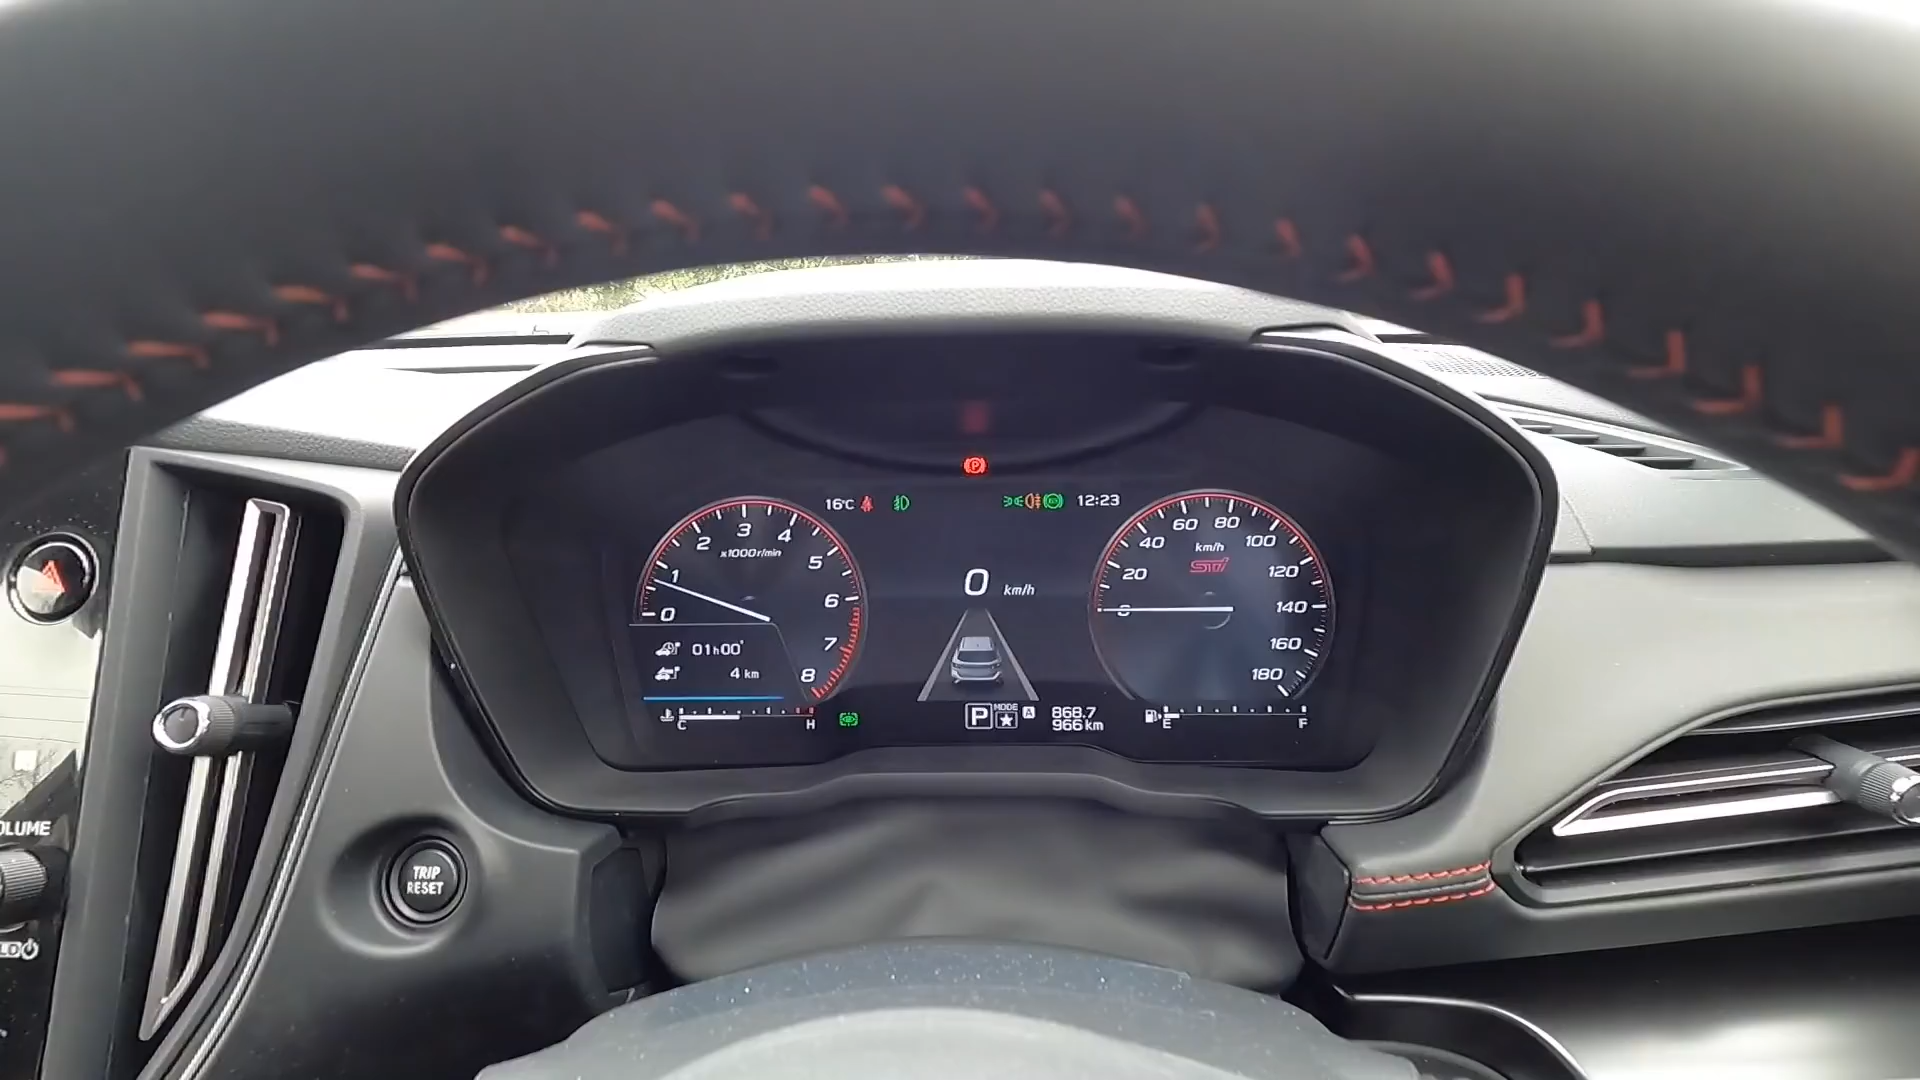 16°C
12:23
0 1 2 3 4 5 6 7 8
x1000r/min
0 km/h
0 20 40 60 80 100 120 140 160 180
km/h
STI
01h00'
4 km
C H
P
MODE
A
868.7
966 km
E F
TRIP
RESET
OLUME
LD